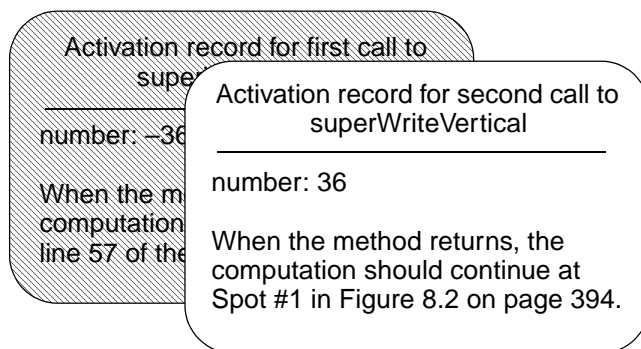 Activation record for first call to
number: –36
When the
computation
line 57 of the
Activation record for second call to
superWriteVertical
number: 36
When the method returns, the
computation should continue at
Spot #1 in Figure 8.2 on page 394.